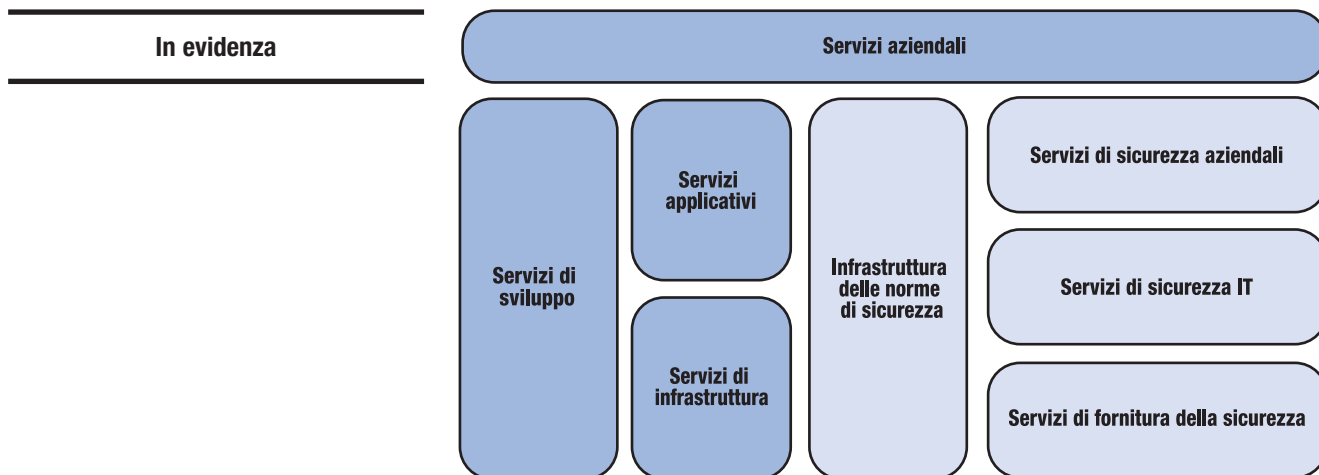 In evidenza
Servizi aziendali
Servizi di
sviluppo
Servizi
applicativi
Servizi di
infrastruttura
Infrastruttura
delle norme
di sicurezza
Servizi di sicurezza aziendali
Servizi di sicurezza IT
Servizi di fornitura della sicurezza